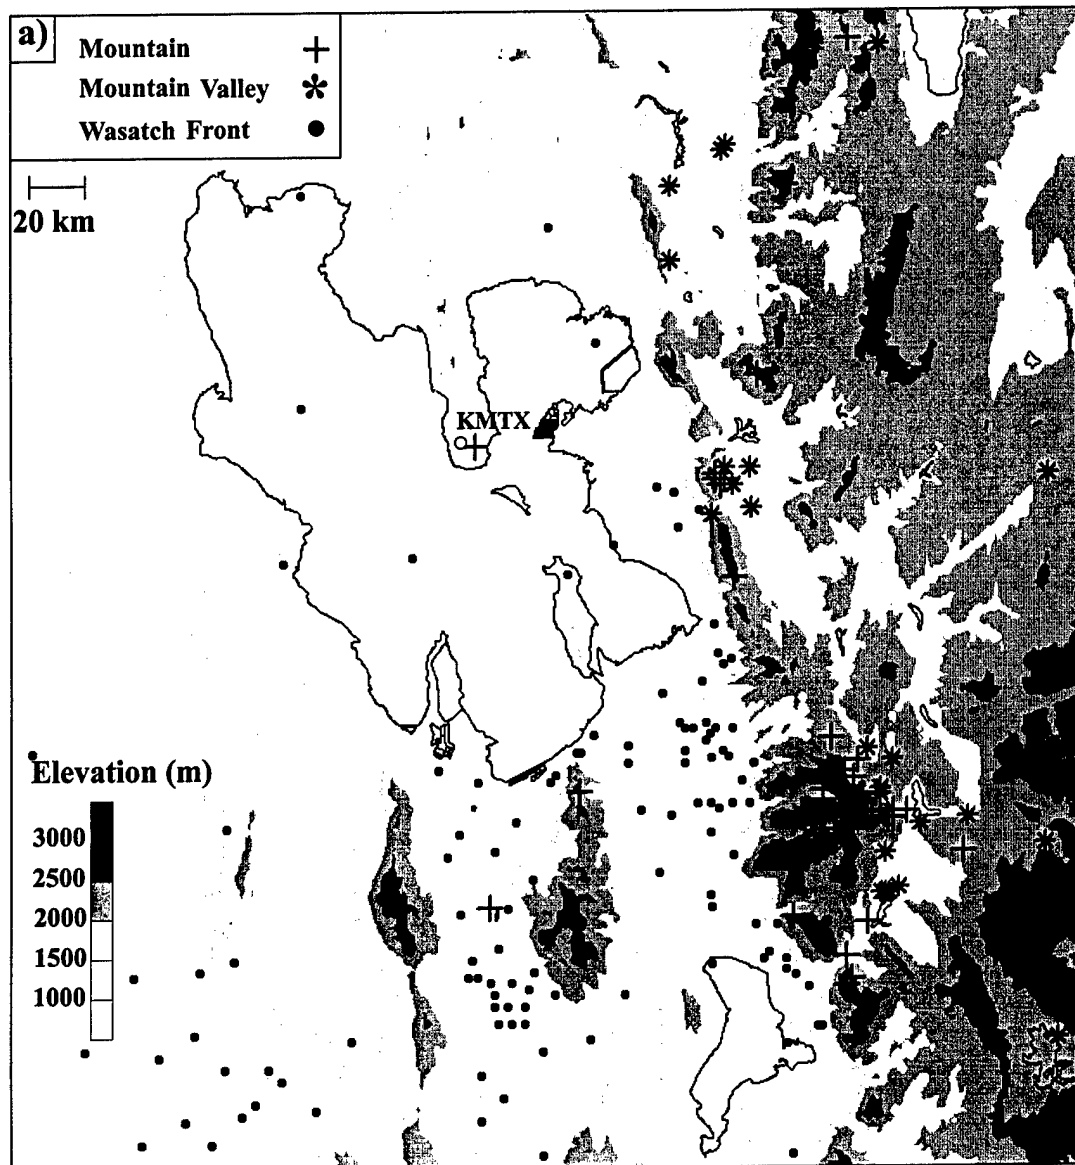 a)
Mountain
Mountain Valley
Wasatch Front
20 km
KMTX
Elevation (m)
3000
2500
2000
1500
1000